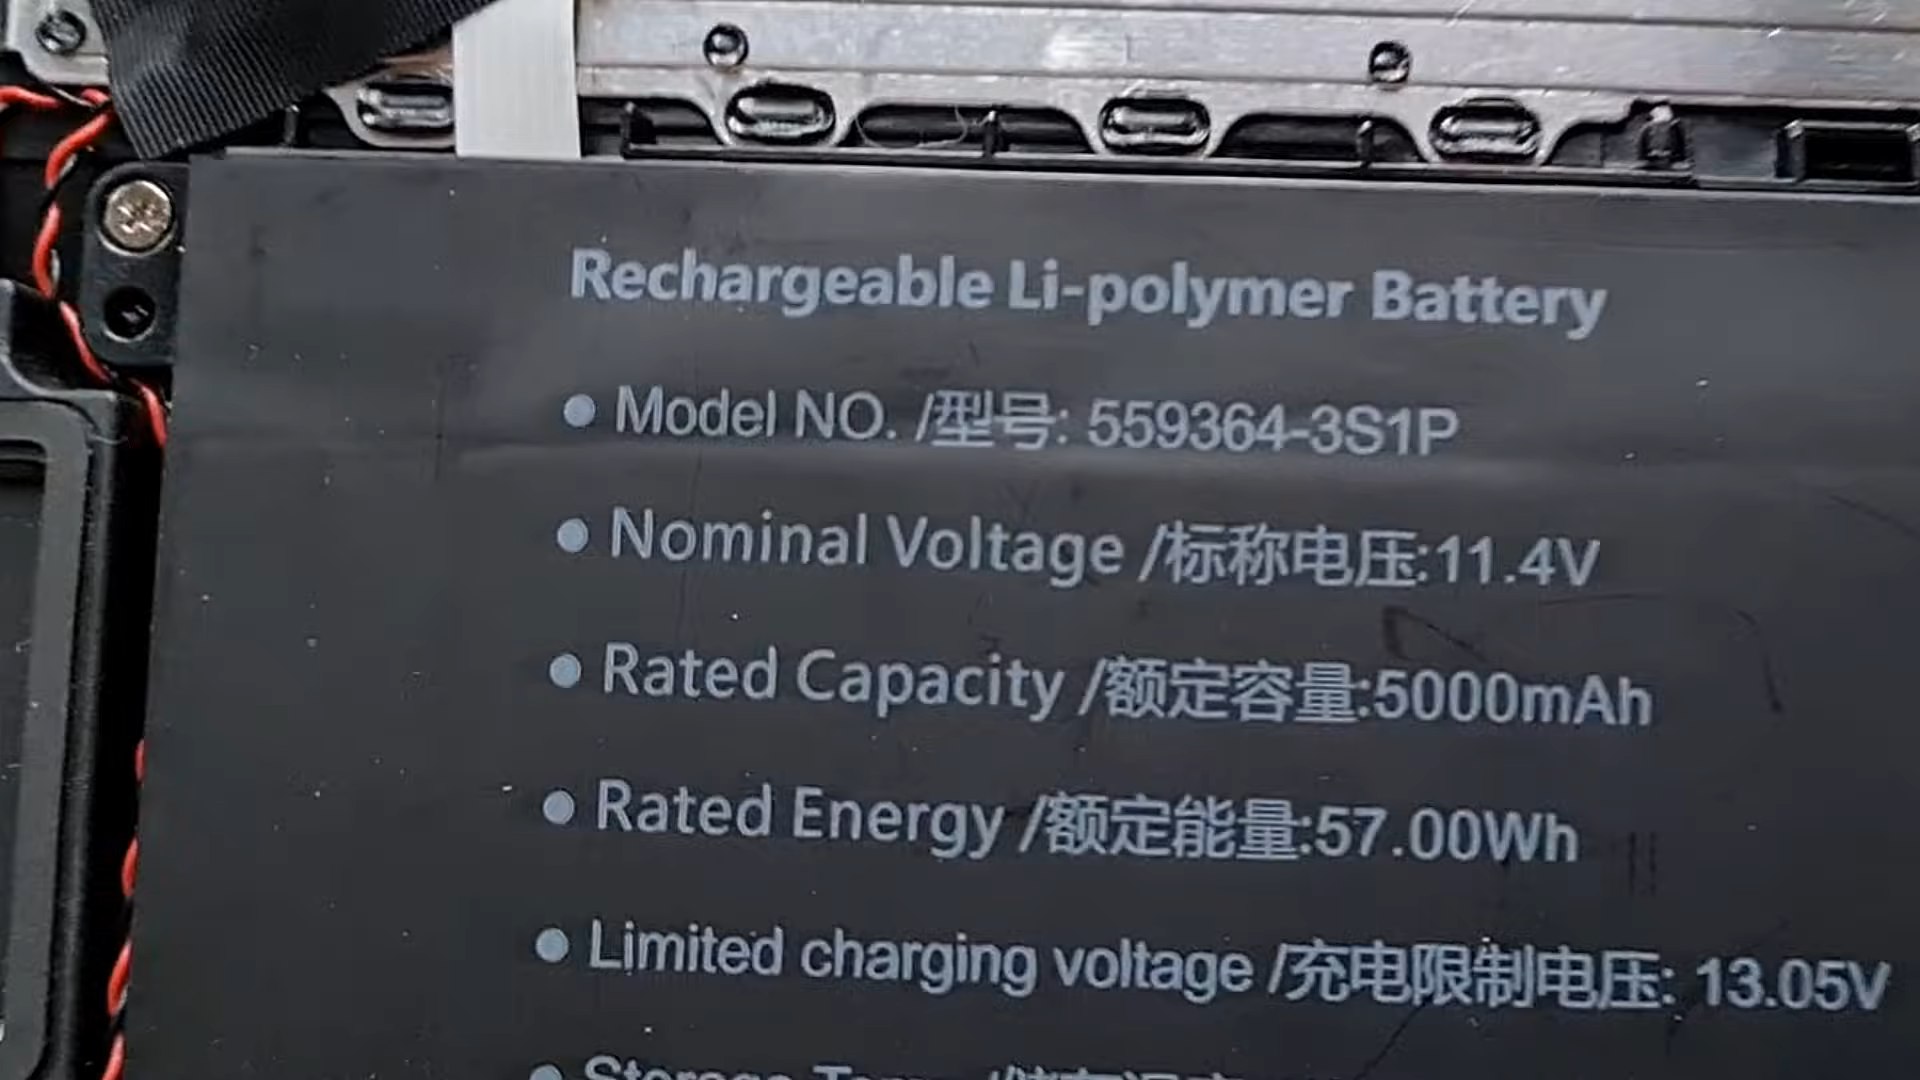 Rechargeable Li-polymer Battery
● Model NO. /型号: 559364-3S1P
● Nominal Voltage /标称电压:11.4V
● Rated Capacity /额定容量:5000mAh
● Rated Energy /额定能量:57.00Wh
● Limited charging voltage /充电限制电压: 13.05V
● Storage